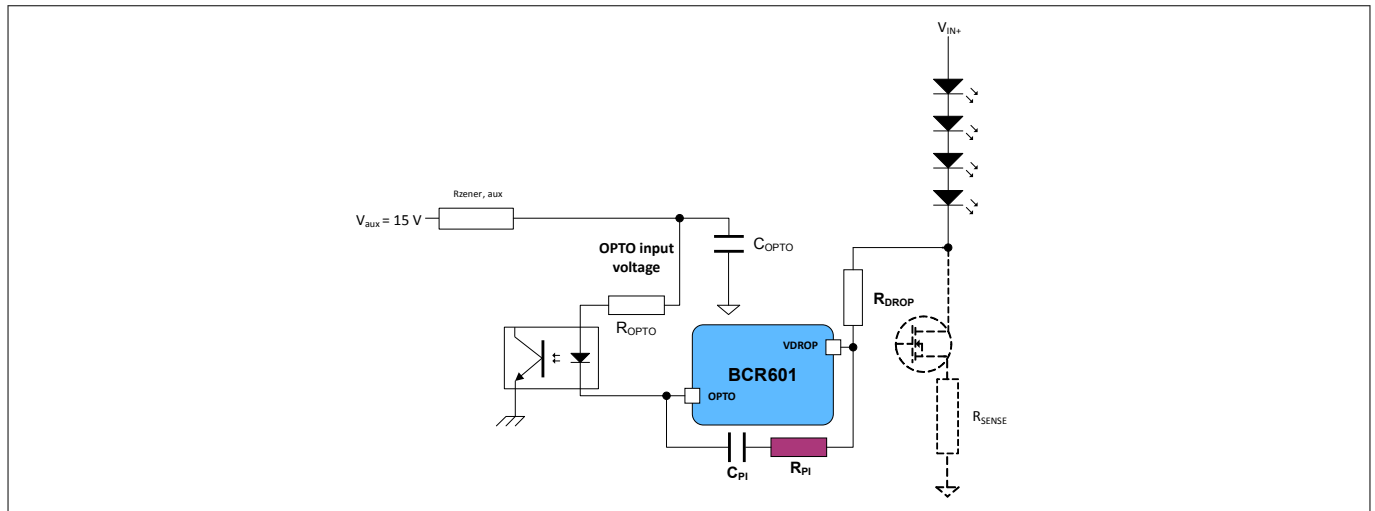 VIN+
Rzener, aux
Vaux = 15 V
OPTO input
voltage
COPTO
RDROP
ROPTO
VDROP
BCR601
OPTO
RSENSE
CPI
RPI